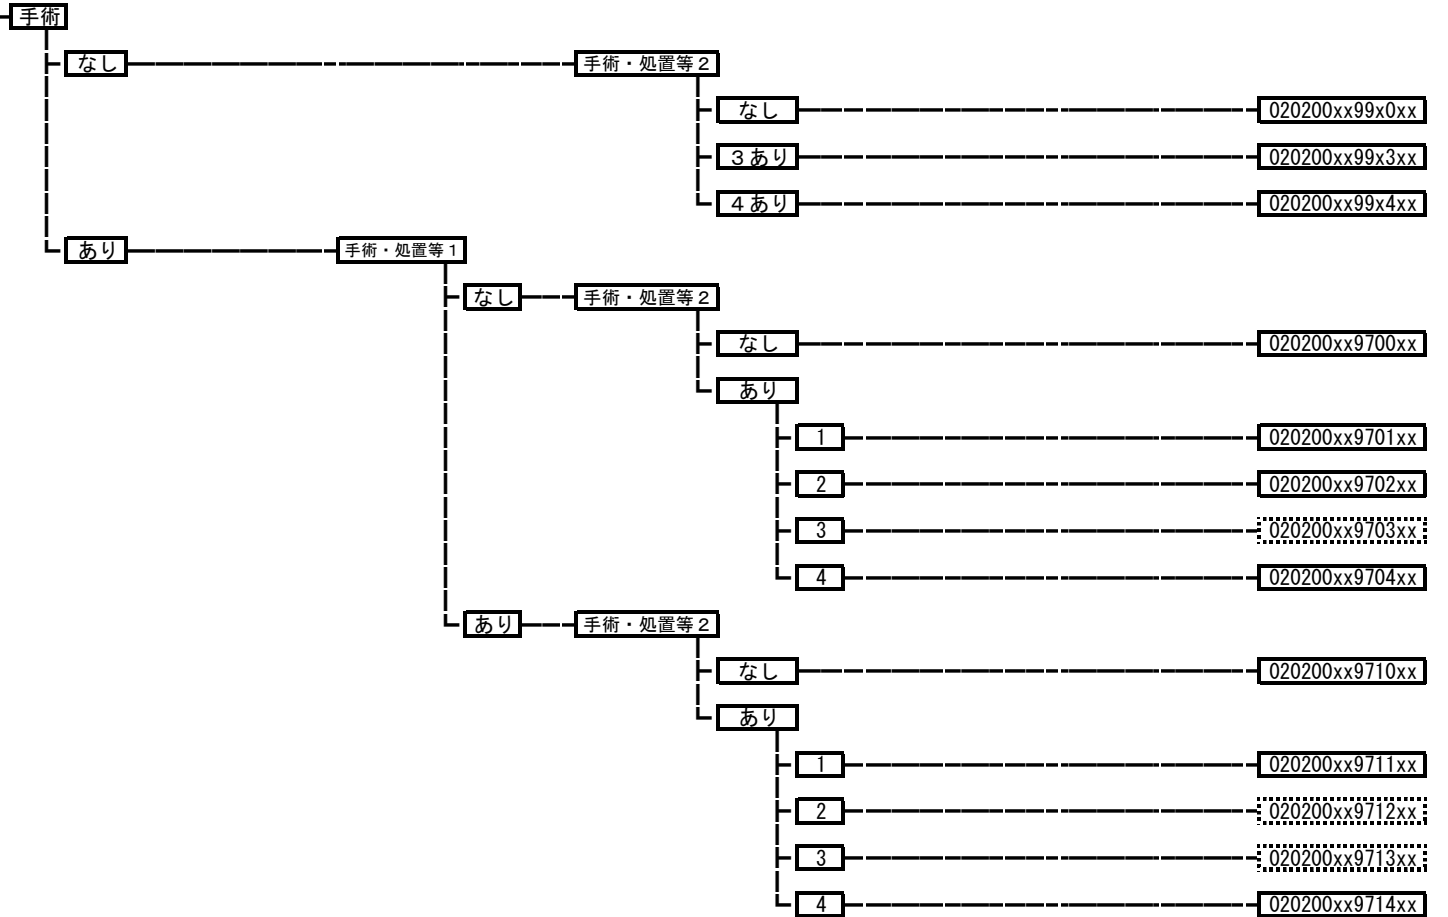 手術
なし 手術・処置等2
なし 020200xx99x0xx
3あり 020200xx99x3xx
4あり 020200xx99x4xx
あり 手術・処置等1
なし 手術・処置等2
なし 020200xx9700xx
あり
1 020200xx9701xx
2 020200xx9702xx
3 020200xx9703xx
4 020200xx9704xx
あり 手術・処置等2
なし 020200xx9710xx
あり
1 020200xx9711xx
2 020200xx9712xx
3 020200xx9713xx
4 020200xx9714xx